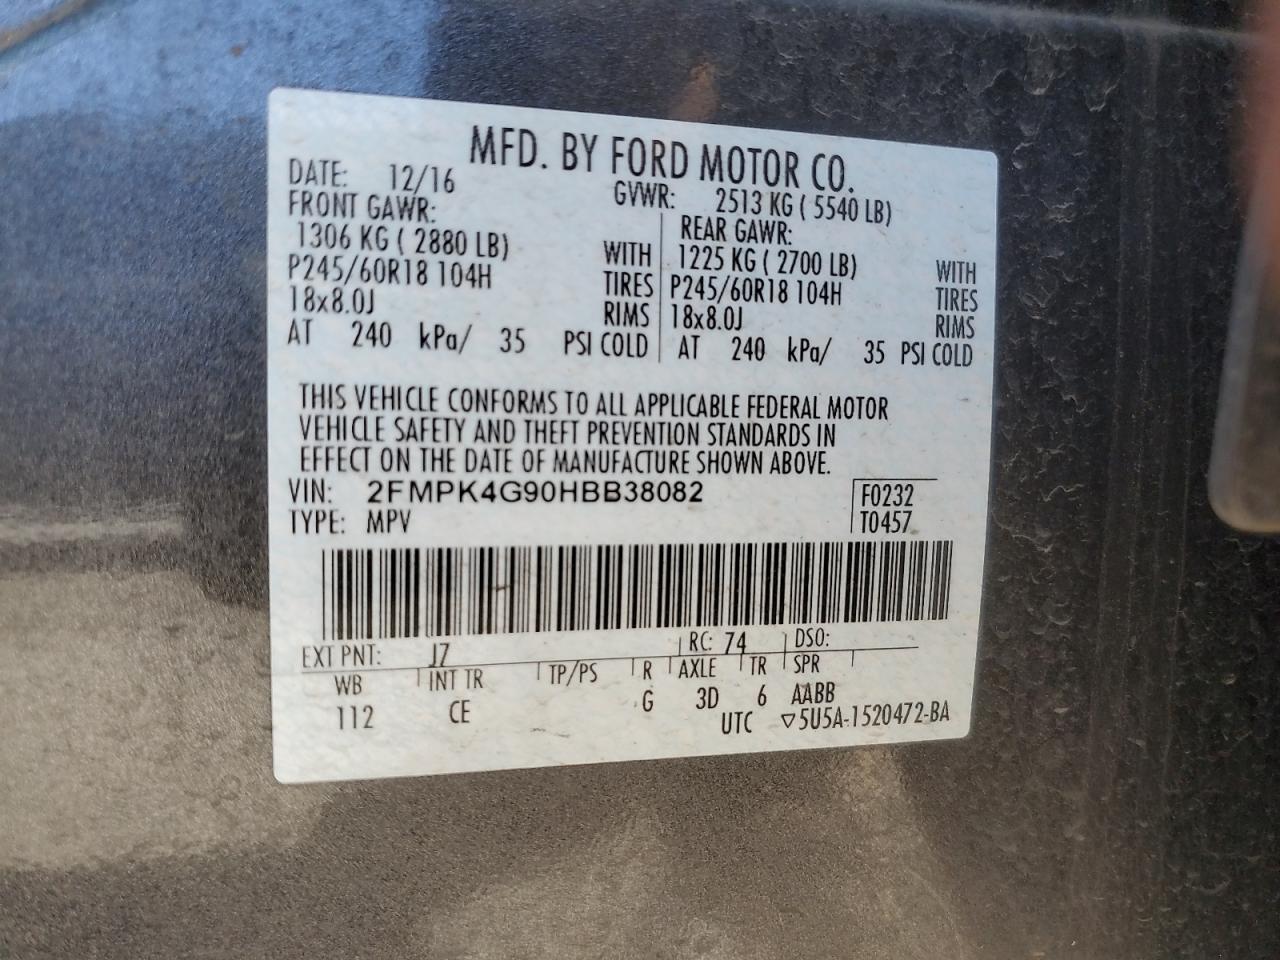 MFD. BY FORD MOTOR CO.
DATE: 12/16 GVWR: 2513 KG ( 5540 LB)
FRONT GAWR: REAR GAWR:
1306 KG ( 2880 LB) WITH 1225 KG ( 2700 LB) WITH
P245/60R18 104H TIRES P245/60R18 104H TIRES
18x8.0J RIMS 18x8.0J RIMS
AT 240 kPa/ 35 PSI COLD AT 240 kPa/ 35 PSI COLD
THIS VEHICLE CONFORMS TO ALL APPLICABLE FEDERAL MOTOR
VEHICLE SAFETY AND THEFT PREVENTION STANDARDS IN
EFFECT ON THE DATE OF MANUFACTURE SHOWN ABOVE.
VIN: 2FMPK4G90HBB38082 F0232
TYPE: MPV T0457
EXT PNT: J7 RC: 74 DSO:
WB INT TR TP/PS R AXLE TR SPR
112 CE G 3D 6 AABB
UTC ▽5U5A-1520472-BA